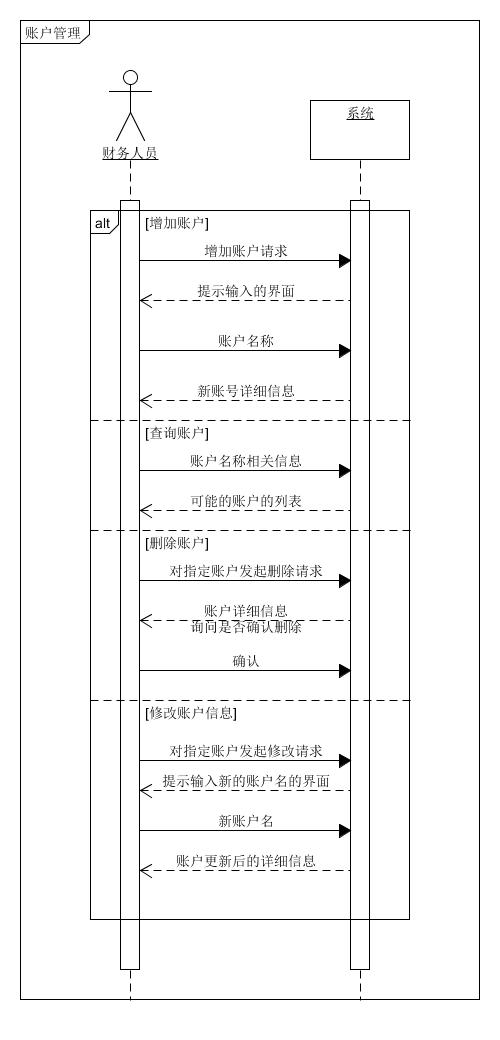 账户管理
系统
财务人员
alt
[增加账户]
增加账户请求
提示输入的界面
账户名称
新账号详细信息
[查询账户]
账户名称相关信息
可能的账户的列表
[删除账户]
对指定账户发起删除请求
账户详细信息
询问是否确认删除
确认
[修改账户信息]
对指定账户发起修改请求
提示输入新的账户名的界面
新账户名
账户更新后的详细信息